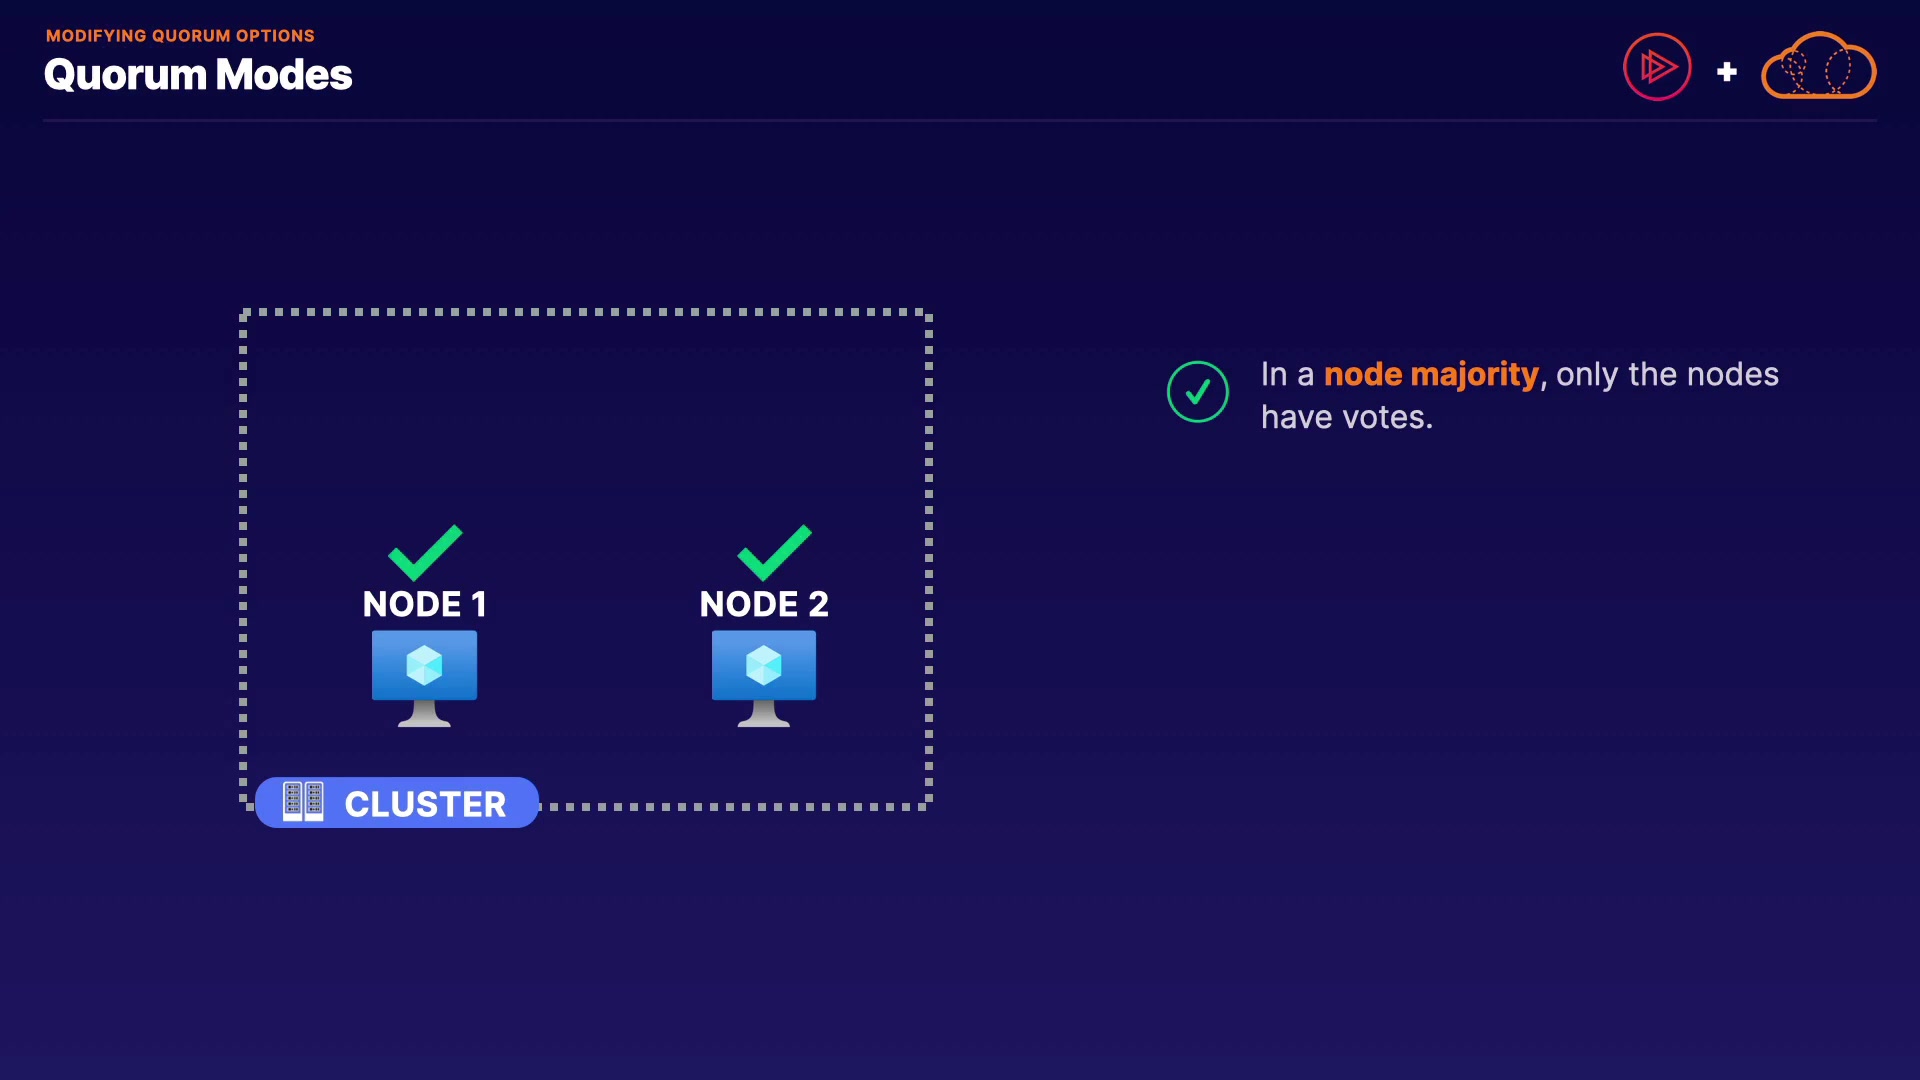 MODIFYING QUORUM OPTIONS
Quorum Modes
In a node majority, only the nodes
have votes.
NODE 1
NODE 2
CLUSTER